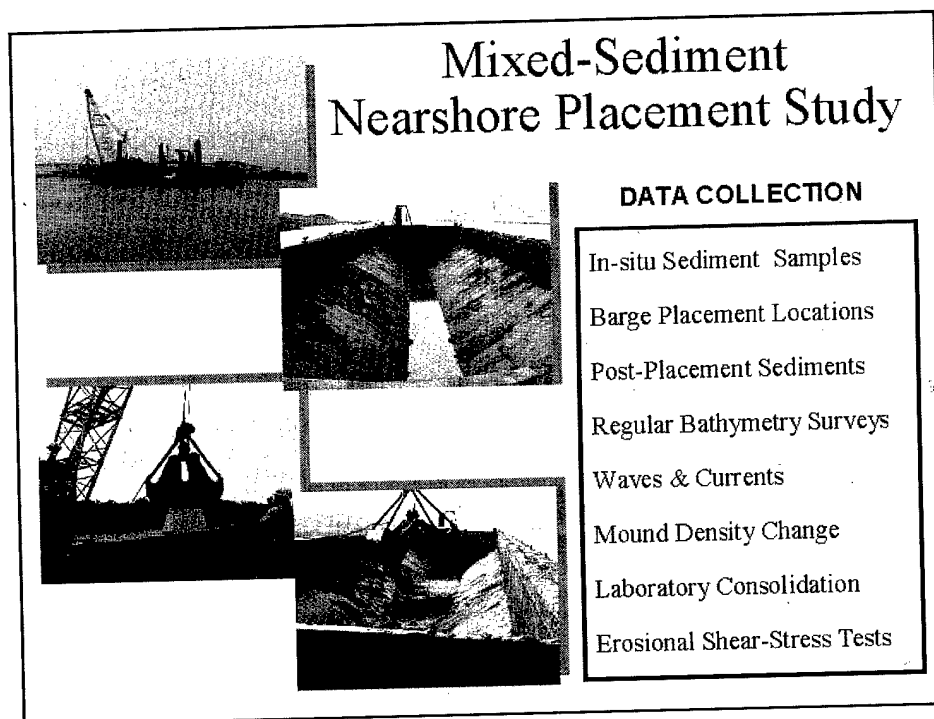 Mixed-Sediment
Nearshore Placement Study
DATA COLLECTION
In-situ Sediment Samples
Barge Placement Locations
Post-Placement Sediments
Regular Bathymetry Surveys
Waves & Currents
Mound Density Change
Laboratory Consolidation
Erosional Shear-Stress Tests